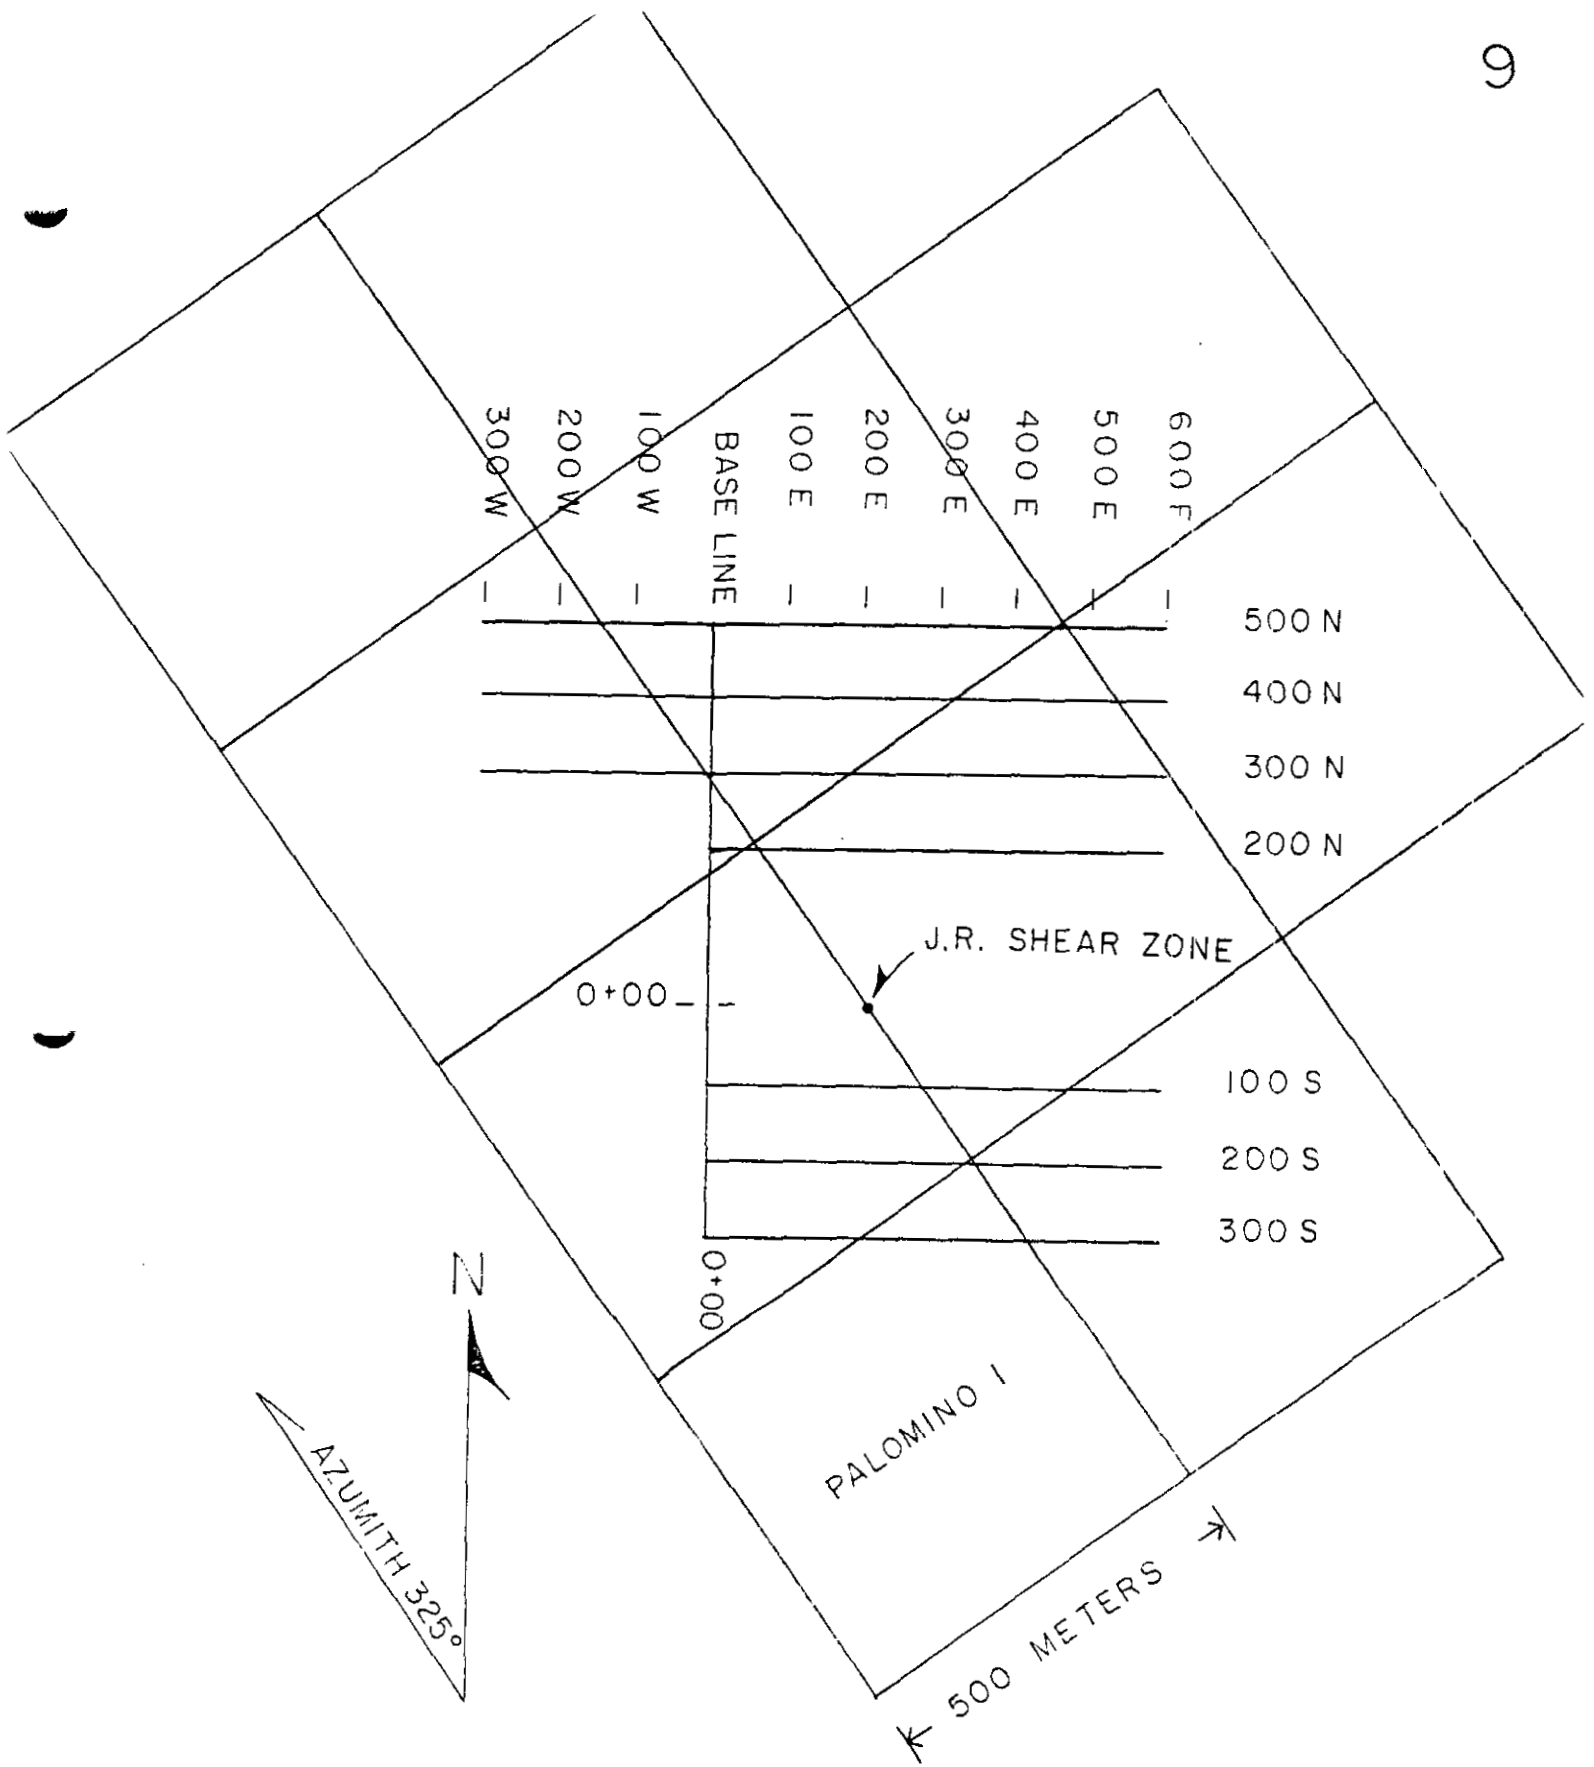 9
300 W
200 W
100 W
BASE LINE
100 E
200 E
300 E
400 E
500 E
600 F
500 N
400 N
300 N
200 N
J.R. SHEAR ZONE
0+00
100 S
200 S
300 S
0+00
N
AZUMITH 325°
PALOMINO 1
500 METERS